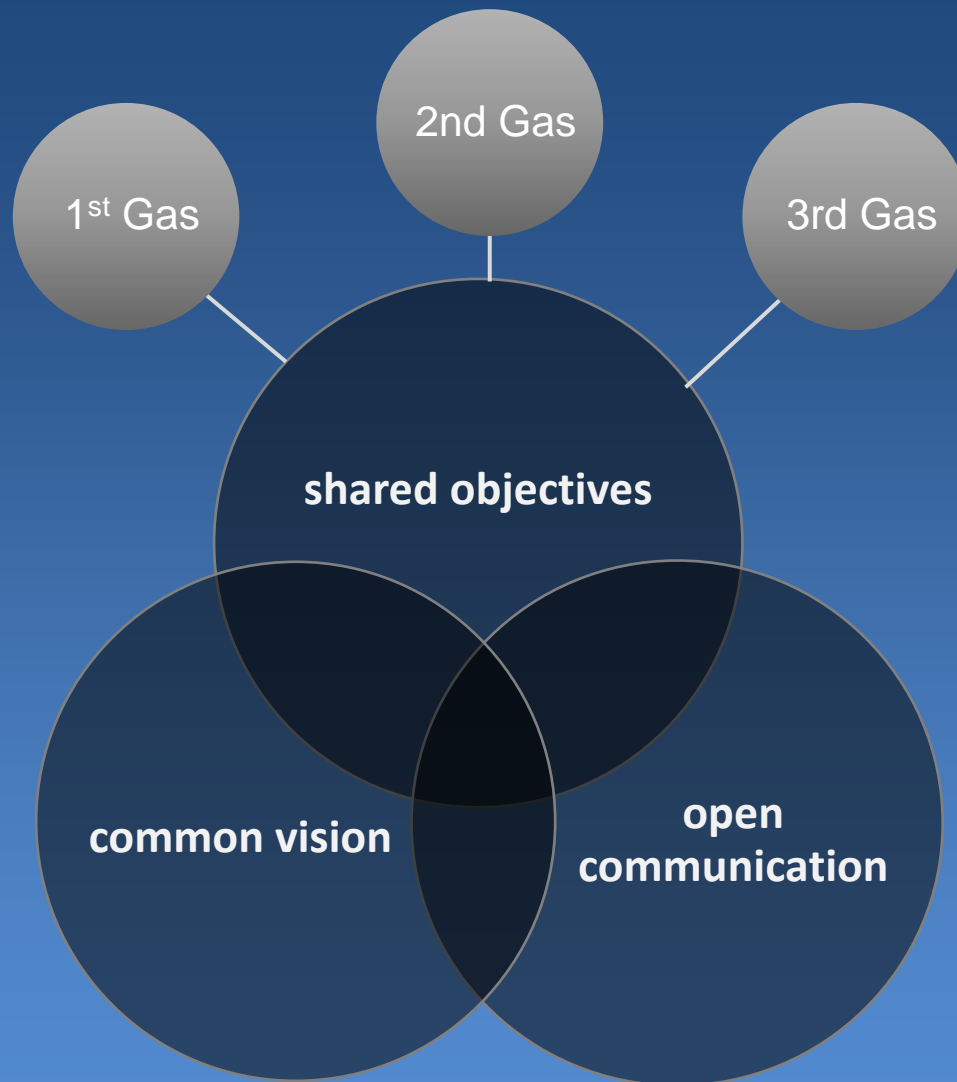 1st Gas
2nd Gas
3rd Gas
shared objectives
common vision
open
communication